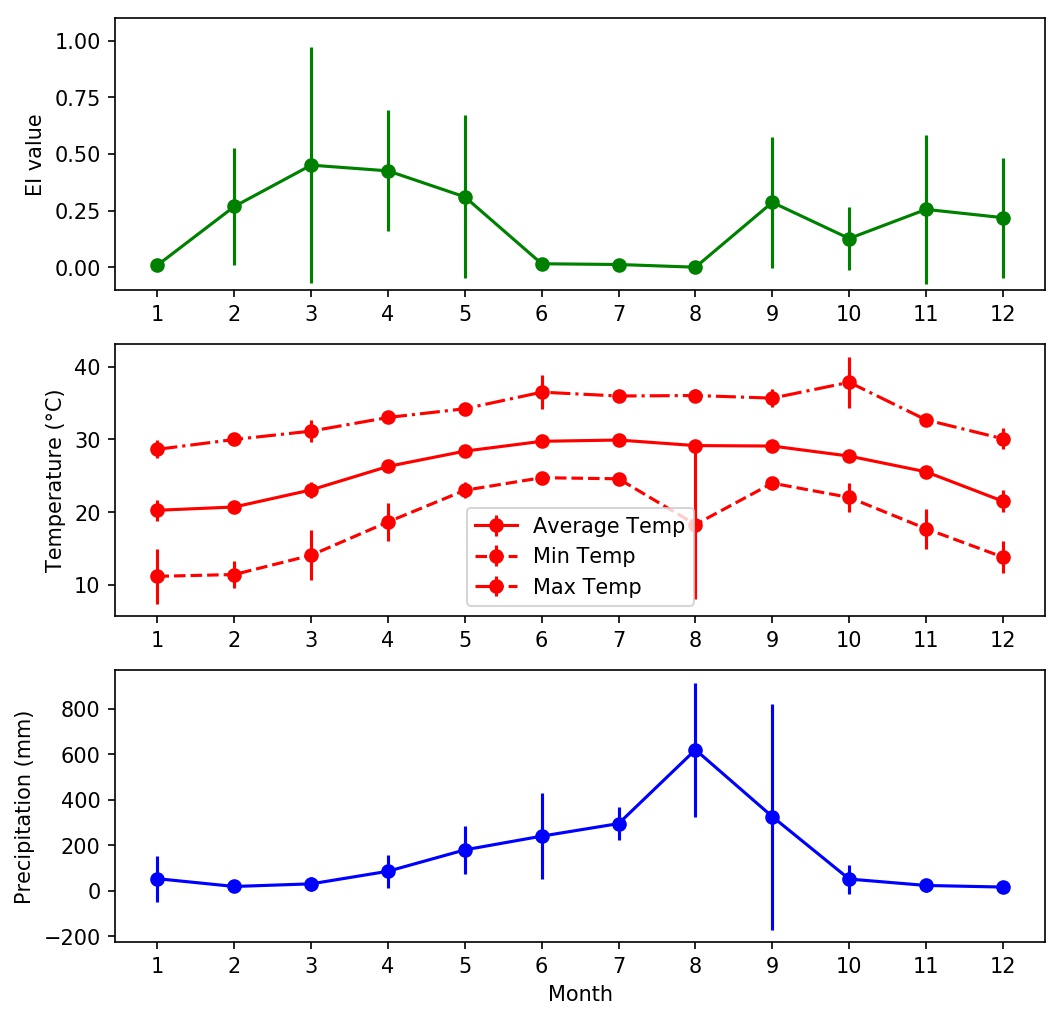 EI value
1.00
0.75
0.50
0.25
0.00
1 2 3 4 5 6 7 8 9 10 11 12
Temperature (°C)
40
30
20
10
Average Temp
Min Temp
Max Temp
1 2 3 4 5 6 7 8 9 10 11 12
Precipitation (mm)
800
600
400
200
0
−200
1 2 3 4 5 6 7 8 9 10 11 12
Month